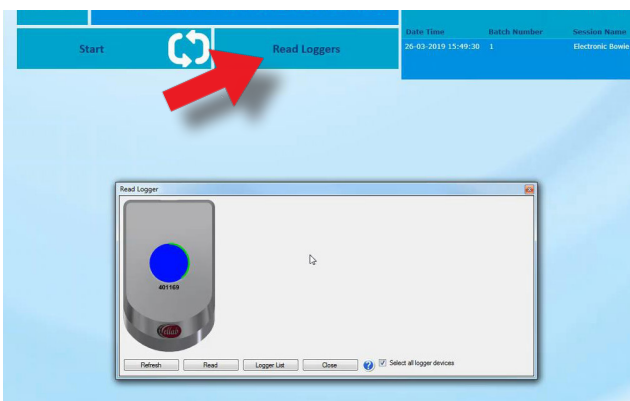 Start
Read Loggers
Date Time Batch Number Session Name
26-03-2019 15:49:30 1 Electronic Bowie
Read Logger
401169
ellab
Refresh Read Logger List Close ? Select all logger devices